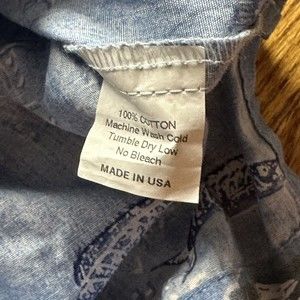 100% COTTON
Machine Wash Cold
Tumble Dry Low
No Bleach
MADE IN USA